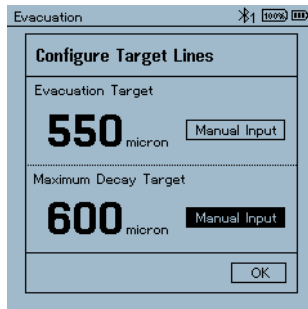 Evacuation 1 100%
Configure Target Lines
Evacuation Target
550 micron Manual Input
Maximum Decay Target
600 micron Manual Input
OK